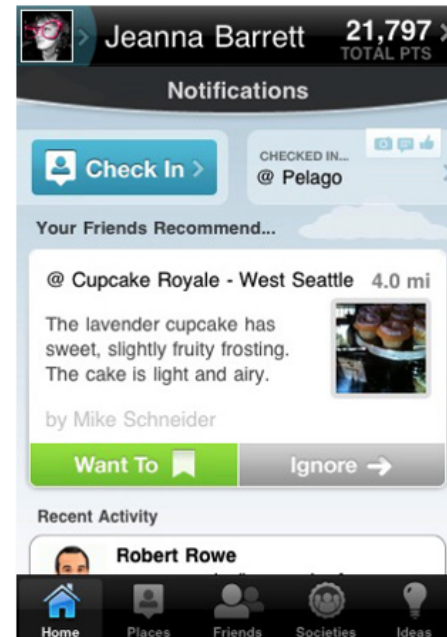 Jeanna Barrett
21,797
TOTAL PTS
Notifications
Check In
CHECKED IN...
@ Pelago
Your Friends Recommend...
@ Cupcake Royale - West Seattle 4.0 mi
The lavender cupcake has
sweet, slightly fruity frosting.
The cake is light and airy.
by Mike Schneider
Want To
Ignore
Recent Activity
Robert Rowe
Home Places Friends Societies Ideas